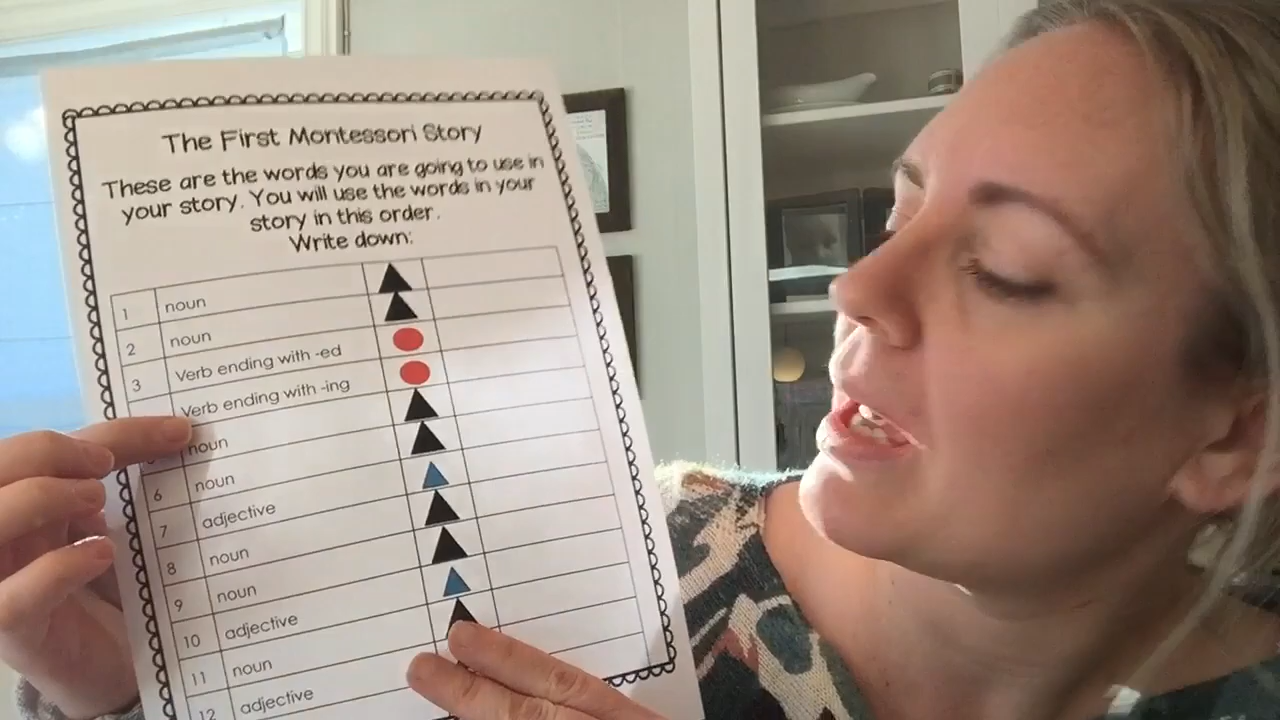 The First Montessori Story
These are the words you are going to use in
your story. You will use the words in your
story in this order.
Write down:
1 noun
2 noun
3 Verb ending with -ed
Verb ending with -ing
noun
6 noun
7 adjective
8 noun
9 noun
10 adjective
11 noun
12 adjective